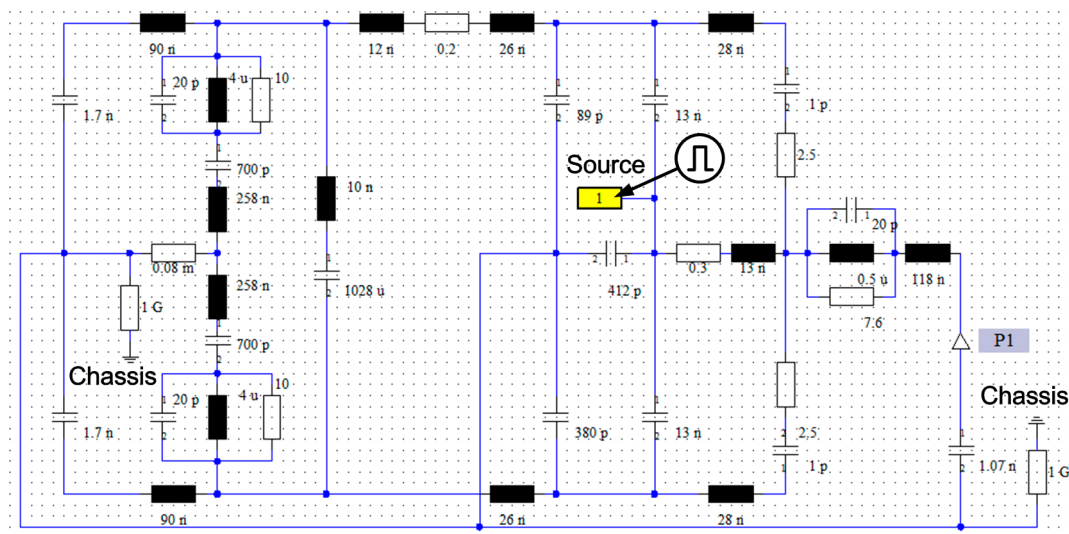 90 n
12 n
0.2
26 n
28 n
20 p
4 u
10
1.7 n
89 p
13 n
1 p
2.5
Source
700 p
258 n
10 n
1
20 p
0.08 m
0.3
13 n
0.5 u
118 n
7.6
258 n
1028 u
412 p
1 G
700 p
P1
Chassis
Chassis
10
20 p
4 u
1.7 n
380 p
13 n
2.5
1 p
1.07 n
1 G
90 n
26 n
28 n